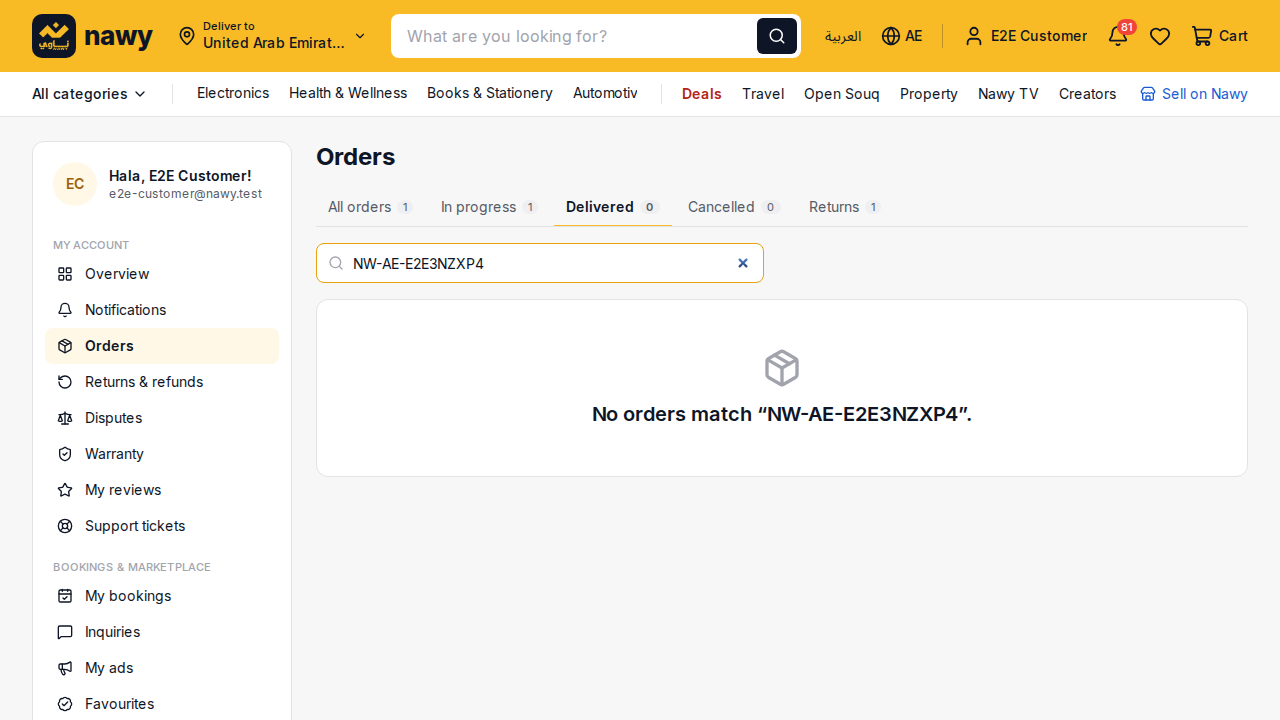 ناوي
NAWY
nawy
Deliver to
United Arab Emirat...
What are you looking for?
العربية
AE
E2E Customer
81
Cart
All categories
Electronics
Health & Wellness
Books & Stationery
Automotiv
Deals
Travel
Open Souq
Property
Nawy TV
Creators
Sell on Nawy
EC
Hala, E2E Customer!
e2e-customer@nawy.test
MY ACCOUNT
Overview
Notifications
Orders
Returns & refunds
Disputes
Warranty
My reviews
Support tickets
BOOKINGS & MARKETPLACE
My bookings
Inquiries
My ads
Favourites
Orders
All orders 1
In progress 1
Delivered 0
Cancelled 0
Returns 1
NW-AE-E2E3NZXP4
No orders match “NW-AE-E2E3NZXP4”.